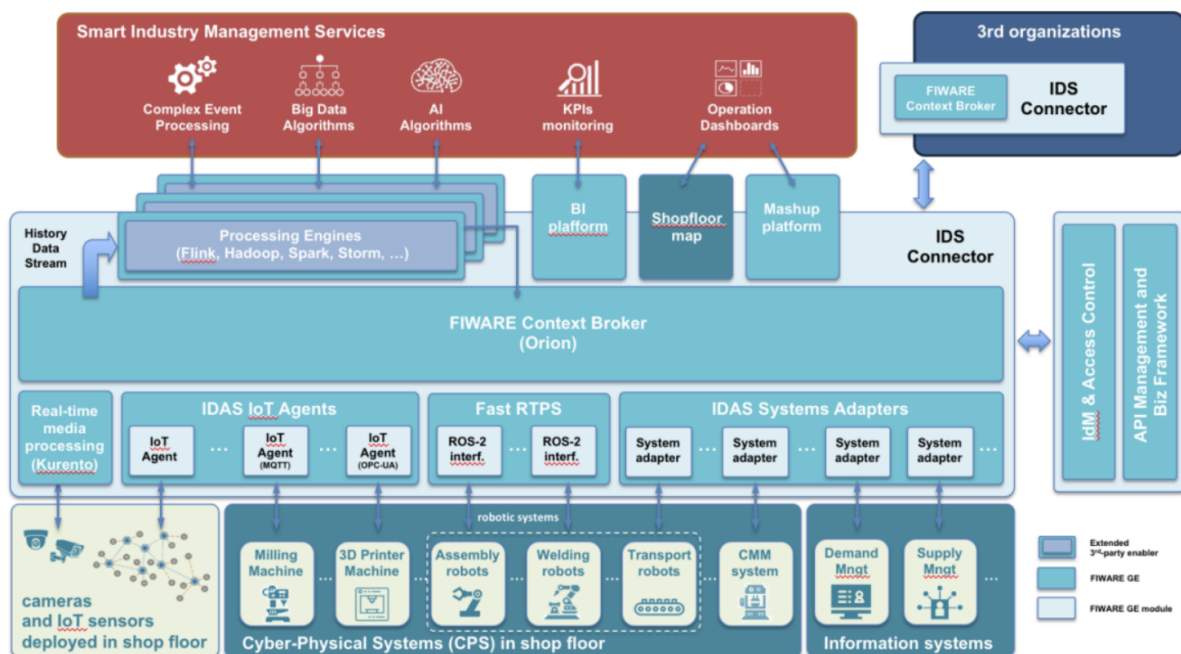 Smart Industry Management Services
Complex Event
Processing
Big Data
Algorithms
AI
Algorithms
KPIs
monitoring
Operation
Dashboards
3rd organizations
FIWARE
Context Broker
IDS
Connector
History
Data
Stream
Processing Engines
(Flink, Hadoop, Spark, Storm, …)
BI
plafform
Shopfloor
map
Mashup
platform
IDS
Connector
FIWARE Context Broker
(Orion)
IdM & Access Control
API Management and
Biz Framework
Real-time
media
processing
(Kurento)
IDAS IoT Agents
IoT
Agent
...
IoT
Agent
(MQTT)
...
IoT
Agent
(OPC-UA)
Fast RTPS
ROS-2
interf.
...
ROS-2
interf.
IDAS Systems Adapters
System
adapter
...
System
adapter
...
System
adapter
...
System
adapter
...
cameras
and IoT sensors
deployed in shop floor
robotic systems
Milling
Machine
...
3D Printer
Machine
...
Assembly
robots
...
Welding
robots
...
Transport
robots
...
CMM
system
Cyber-Physical Systems (CPS) in shop floor
Demand
Mngt
...
Supply
Mnqt
...
Information systems
Extended
3rd-party enabler
FIWARE GE
FIWARE GE module